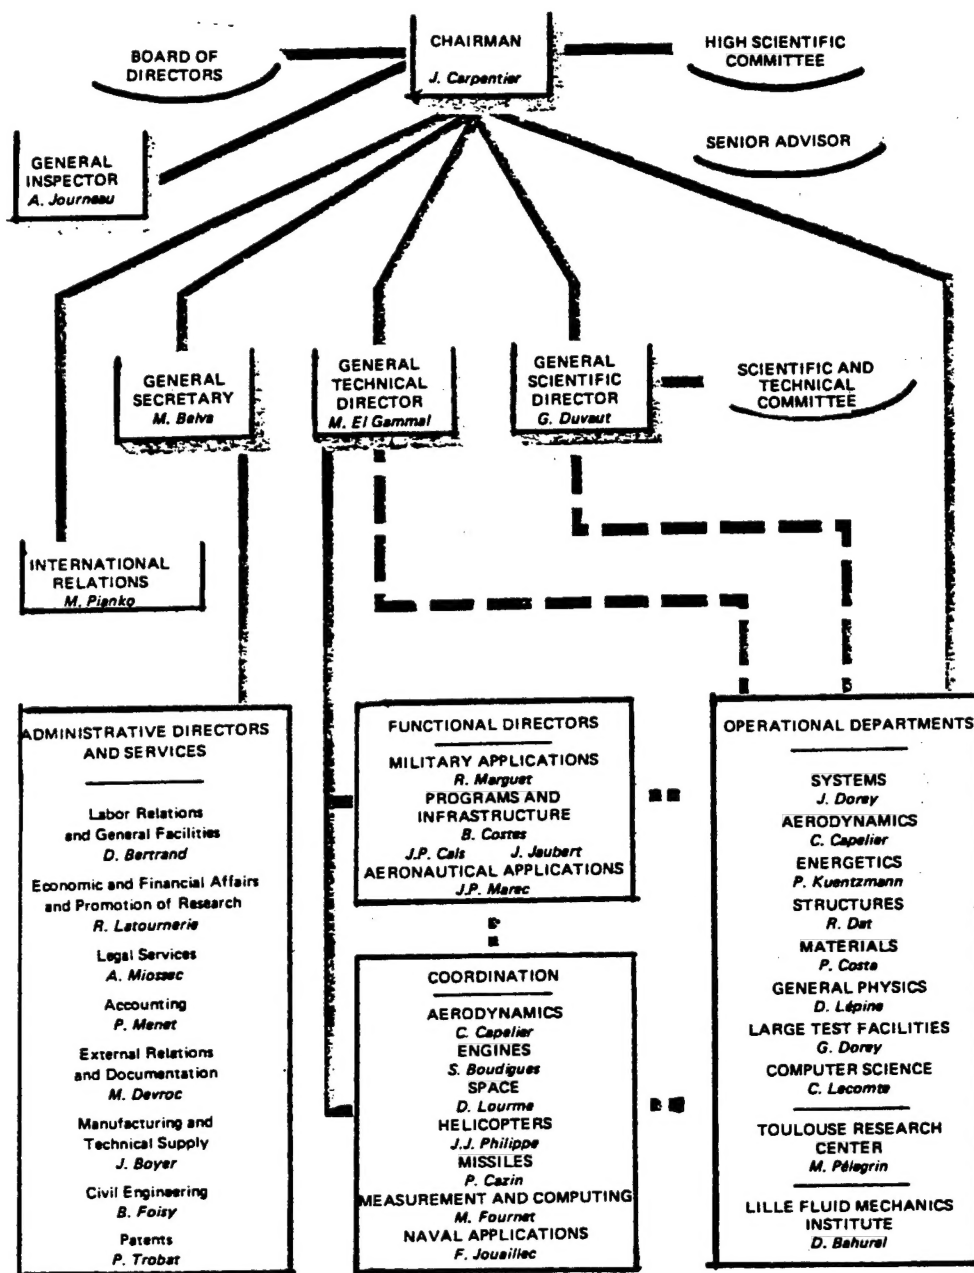 CHAIRMAN
J. Carpentier
BOARD OF
DIRECTORS
HIGH SCIENTIFIC
COMMITTEE
SENIOR ADVISOR
GENERAL
INSPECTOR
A. Journeau
GENERAL
SECRETARY
M. Belva
GENERAL
TECHNICAL
DIRECTOR
M. El Gammal
GENERAL
SCIENTIFIC
DIRECTOR
G. Duvaut
SCIENTIFIC AND
TECHNICAL
COMMITTEE
INTERNATIONAL
RELATIONS
M. Pianko
ADMINISTRATIVE DIRECTORS
AND SERVICES
Labor Relations
and General Facilities
D. Bertrand
Economic and Financial Affairs
and Promotion of Research
R. Latournerie
Legal Services
A. Miossec
Accounting
P. Menet
External Relations
and Documentation
M. Devroc
Manufacturing and
Technical Supply
J. Boyer
Civil Engineering
B. Foisy
Patents
P. Trobat
FUNCTIONAL DIRECTORS
MILITARY APPLICATIONS
R. Marguet
PROGRAMS AND
INFRASTRUCTURE
B. Costes
J.P. Cals J. Jaubert
AERONAUTICAL APPLICATIONS
J.P. Marec
COORDINATION
AERODYNAMICS
C. Capelier
ENGINES
S. Boudigues
SPACE
D. Lourme
HELICOPTERS
J.J. Philippe
MISSILES
P. Cazin
MEASUREMENT AND COMPUTING
M. Fournet
NAVAL APPLICATIONS
F. Jouaillec
OPERATIONAL DEPARTMENTS
SYSTEMS
J. Dorey
AERODYNAMICS
C. Capelier
ENERGETICS
P. Kuentzmann
STRUCTURES
R. Dat
MATERIALS
P. Costa
GENERAL PHYSICS
D. Lépine
LARGE TEST FACILITIES
G. Dorey
COMPUTER SCIENCE
C. Lecomte
TOULOUSE RESEARCH
CENTER
M. Pélegrin
LILLE FLUID MECHANICS
INSTITUTE
D. Bahurel